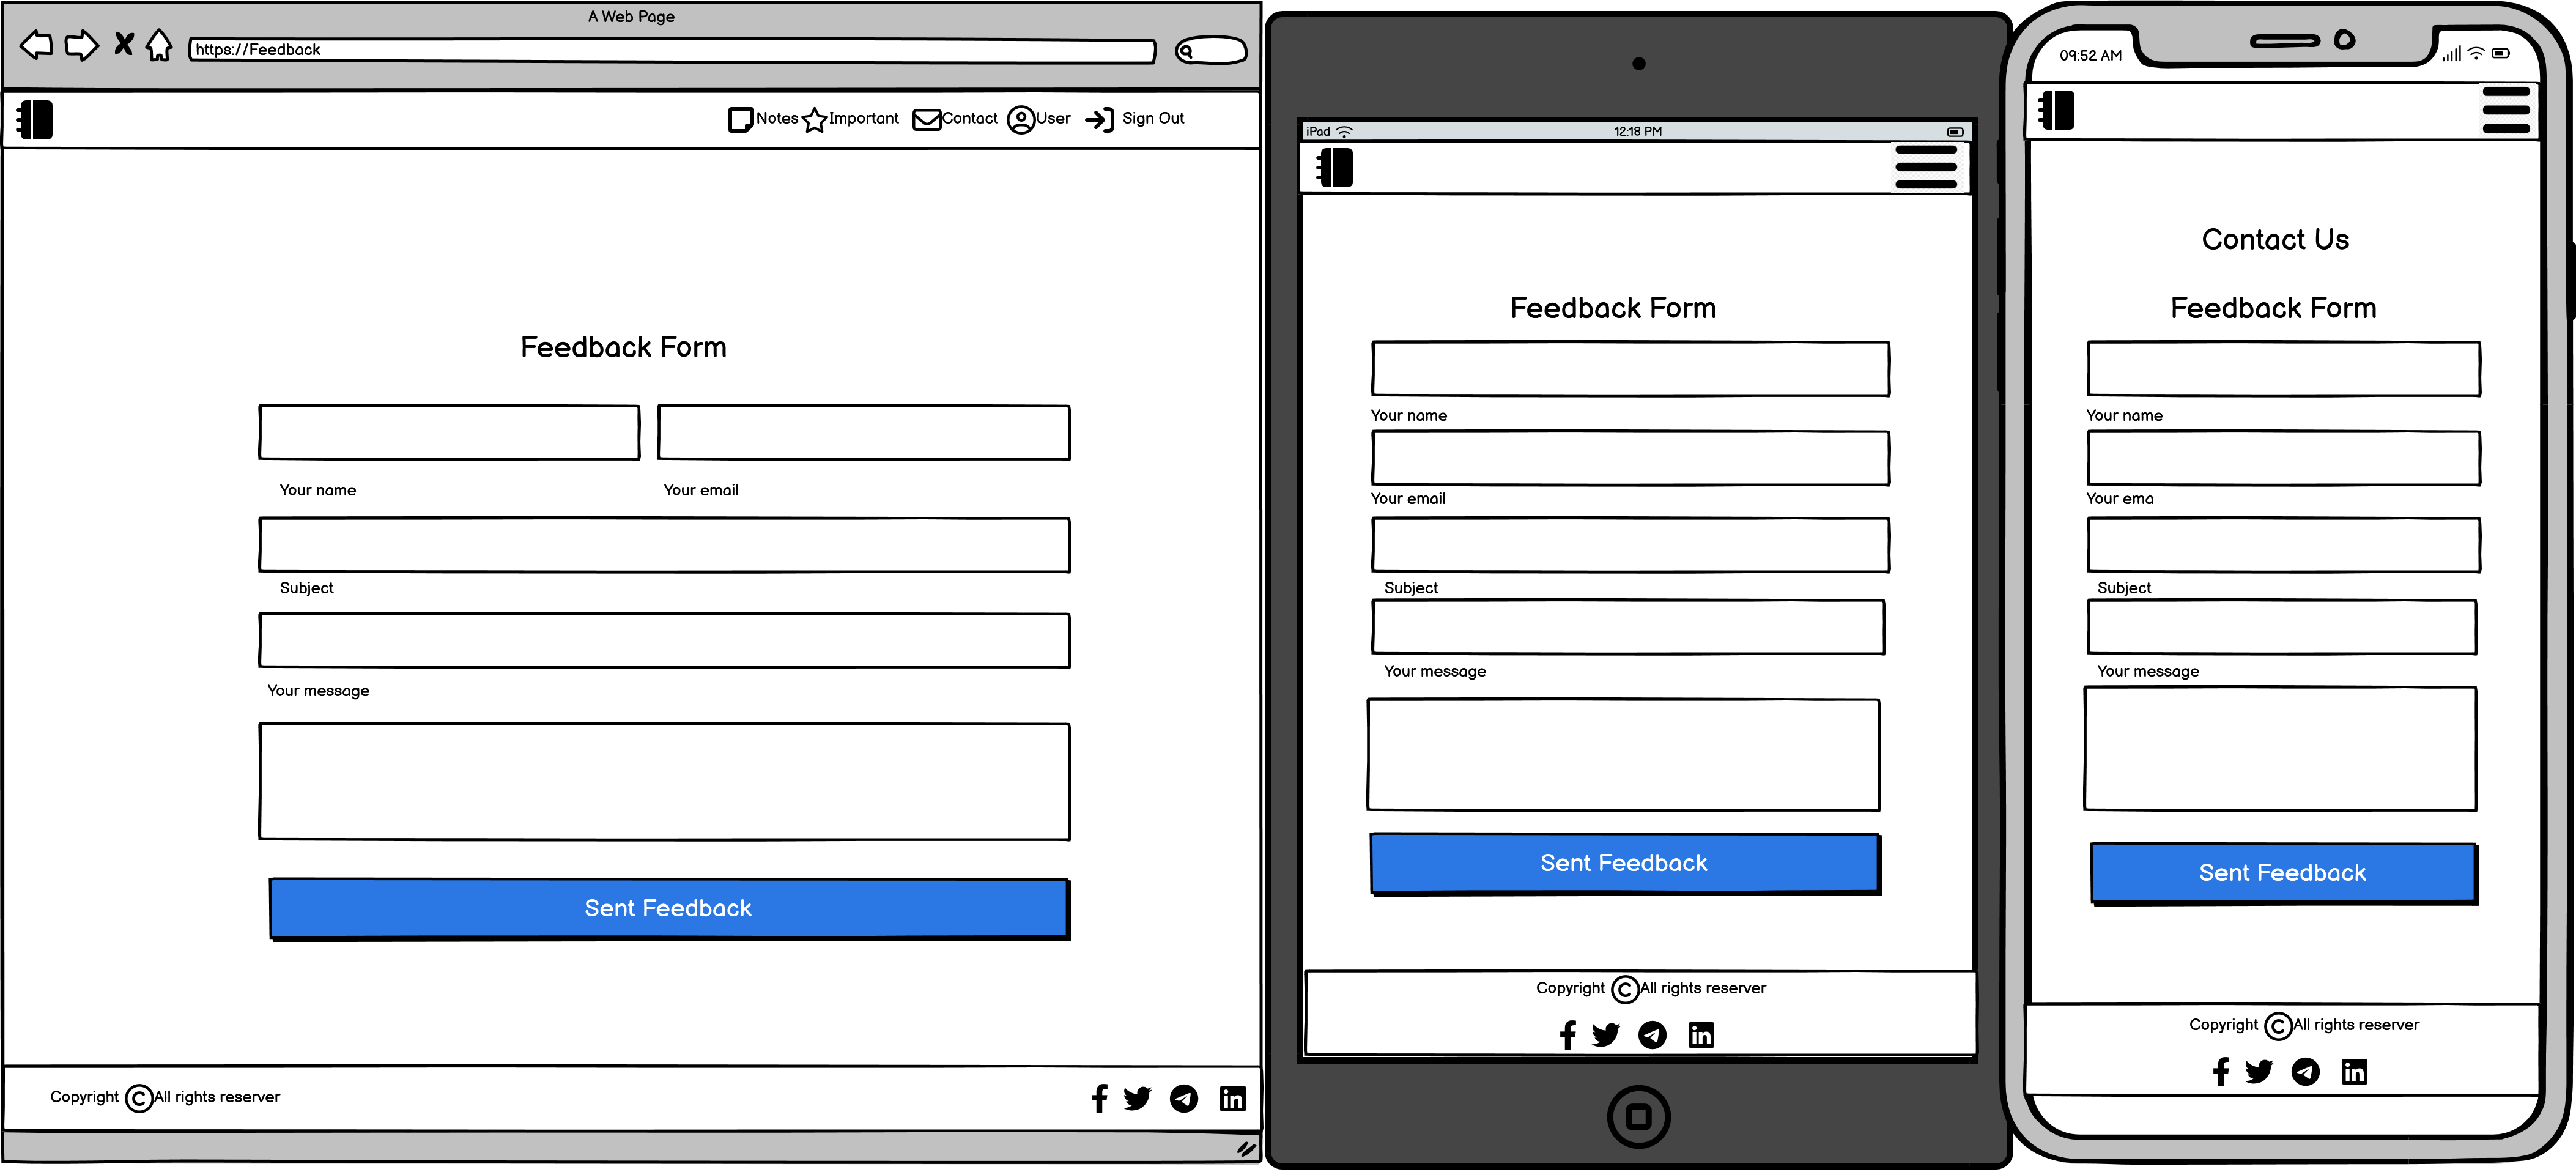 A Web Page
https://Feedback
Notes Important Contact User Sign Out
Feedback Form
Your name Your email
Subject
Your message
Sent Feedback
Copyright © All rights reserver
iPad 12:18 PM
Feedback Form
Your name
Your email
Subject
Your message
Sent Feedback
Copyright © All rights reserver
09:52 AM
Contact Us
Feedback Form
Your name
Your ema
Subject
Your message
Sent Feedback
Copyright © All rights reserver